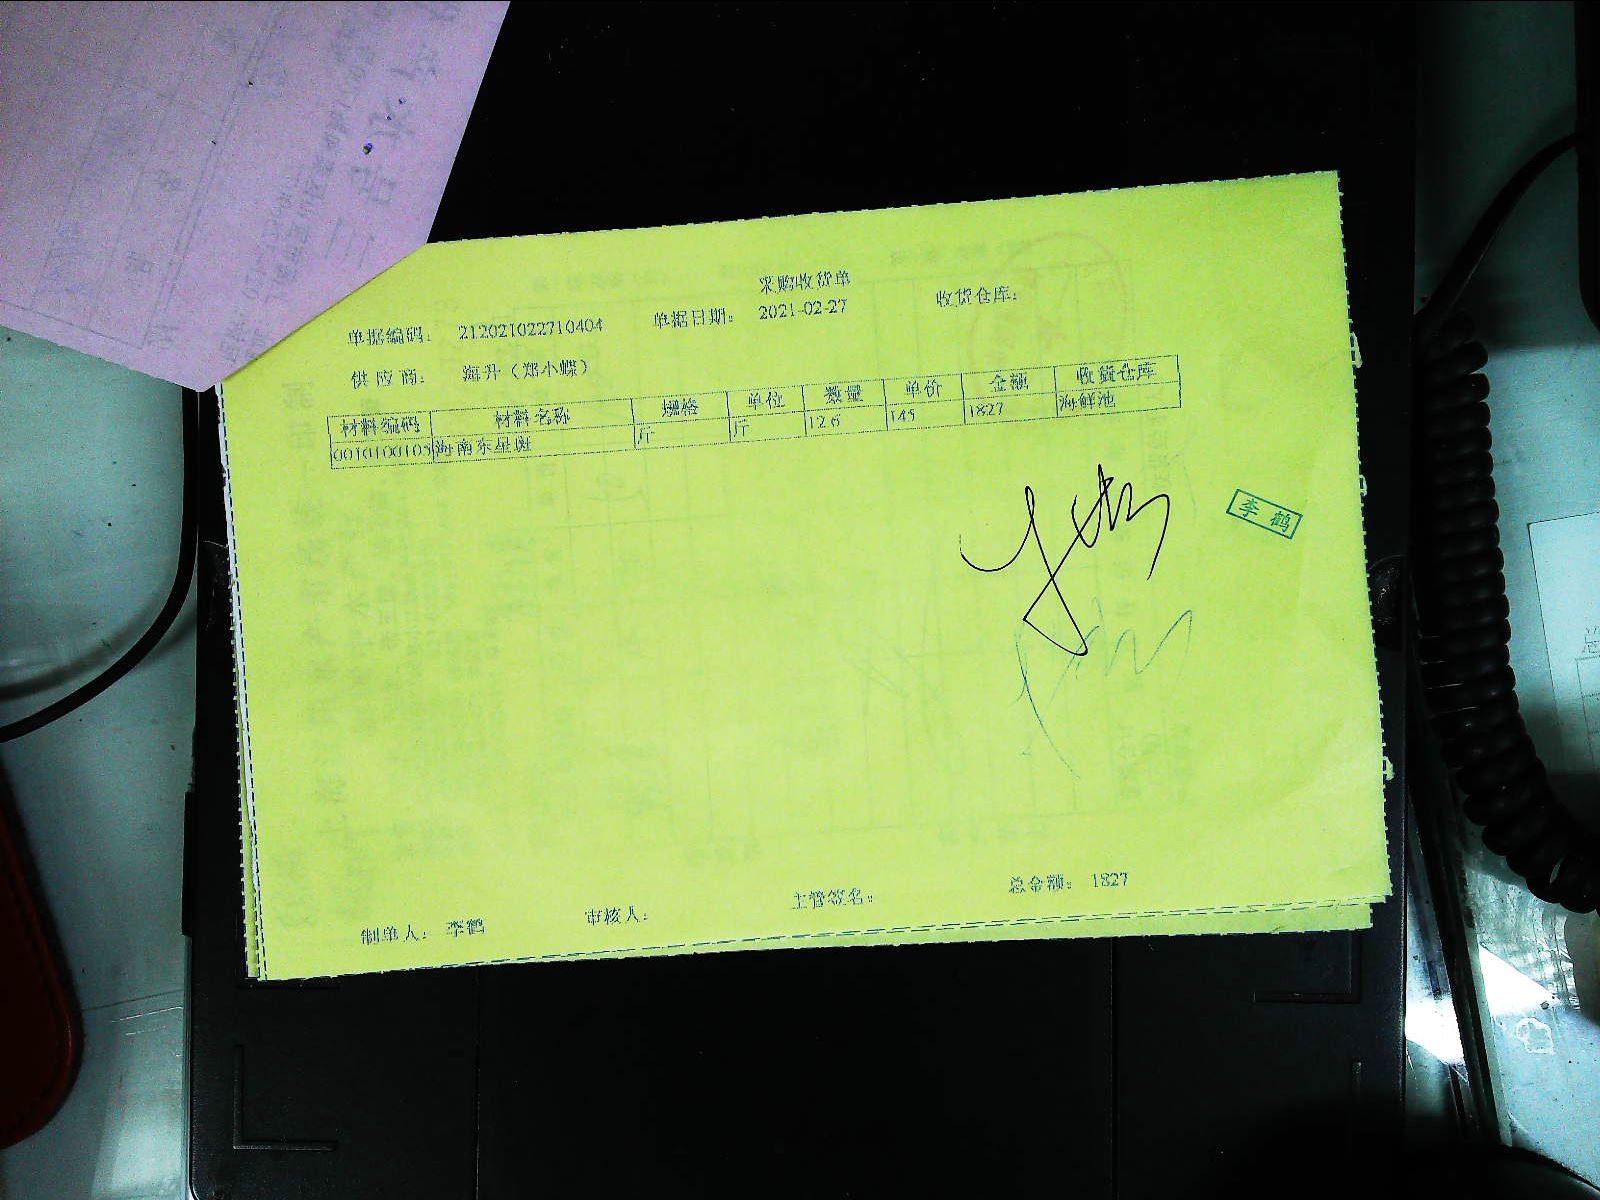 采购收货单
单据编码： 212021022710404 单据日期： 2021-02-27 收货仓库：
供应商： 海升（郑小蝶）
材料编码 材料名称 规格 单位 数量 单价 金额 收货仓库
0010100105 海南东星斑 斤 斤 12.6 145 1827 海鲜池
李鹤
制单人： 李鹤 审核人： 主管签名： 总金额： 1827